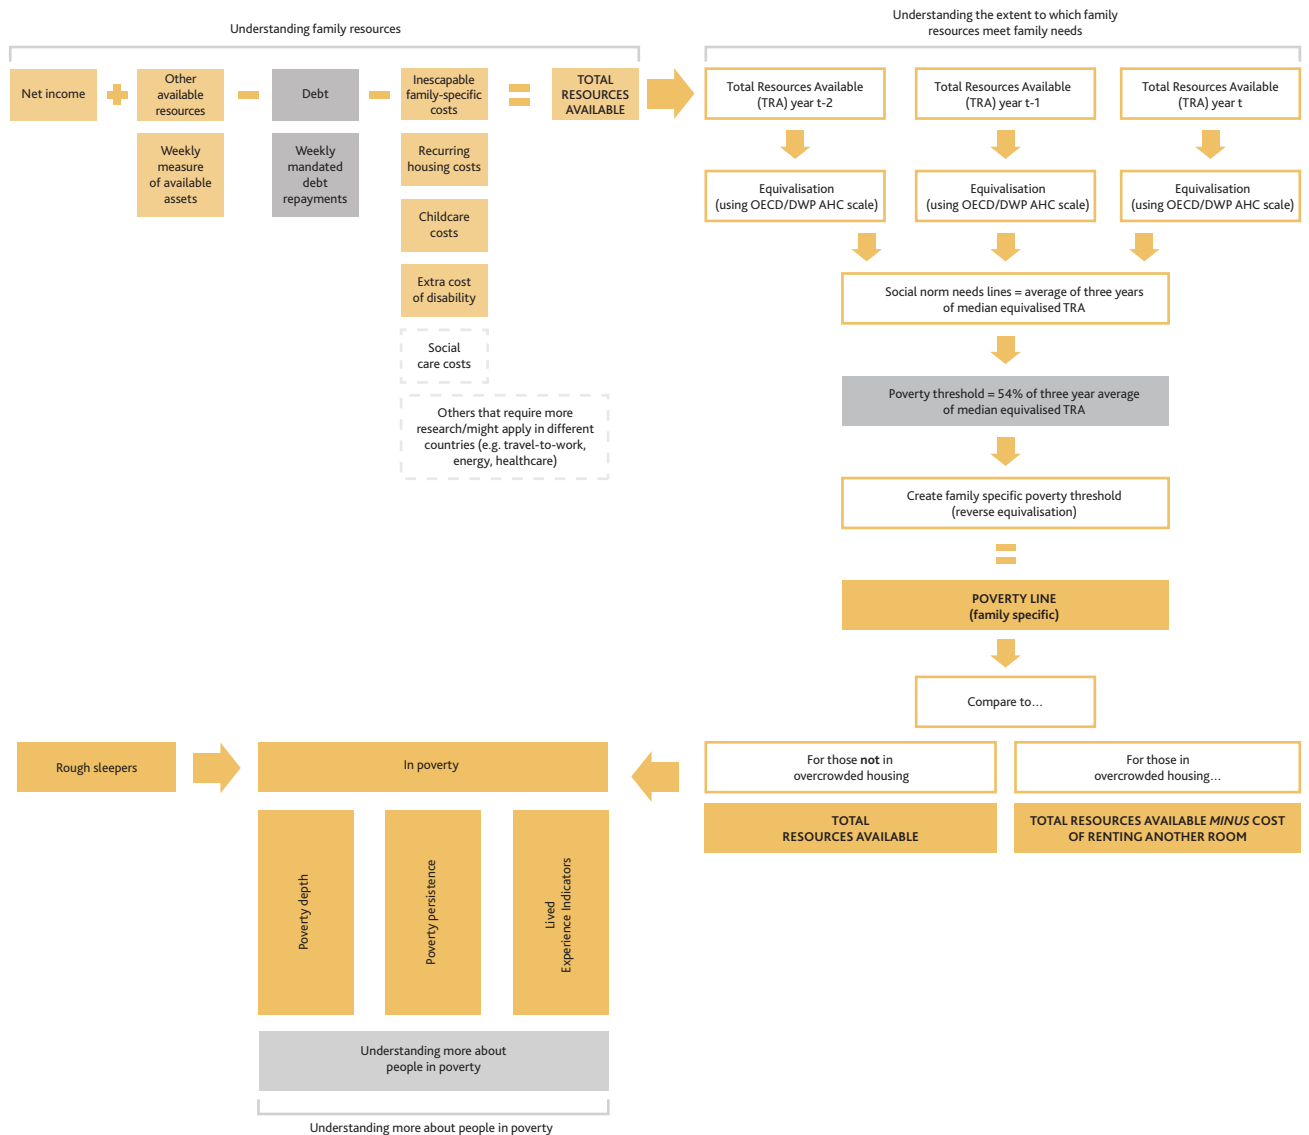 Understanding family resources
Understanding the extent to which family
resources meet family needs
Net income
Other
available
resources
Debt
Inescapable
family-specific
costs
TOTAL
RESOURCES
AVAILABLE
Weekly
measure
of available
assets
Weekly
mandated
debt
repayments
Recurring
housing costs
Childcare
costs
Extra cost
of disability
Social
care costs
Others that require more
research/might apply in different
countries (e.g. travel-to-work,
energy, healthcare)
Total Resources Available
(TRA) year t-2
Total Resources Available
(TRA) year t-1
Total Resources Available
(TRA) year t
Equivalisation
(using OECD/DWP AHC scale)
Equivalisation
(using OECD/DWP AHC scale)
Equivalisation
(using OECD/DWP AHC scale)
Social norm needs lines = average of three years
of median equivalised TRA
Poverty threshold = 54% of three year average
of median equivalised TRA
Create family specific poverty threshold
(reverse equivalisation)
POVERTY LINE
(family specific)
Compare to…
For those not in
overcrowded housing
For those in
overcrowded housing…
TOTAL
RESOURCES AVAILABLE
TOTAL RESOURCES AVAILABLE MINUS COST
OF RENTING ANOTHER ROOM
Rough sleepers
In poverty
Poverty depth
Poverty persistence
Lived
Experience Indicators
Understanding more about
people in poverty
Understanding more about people in poverty